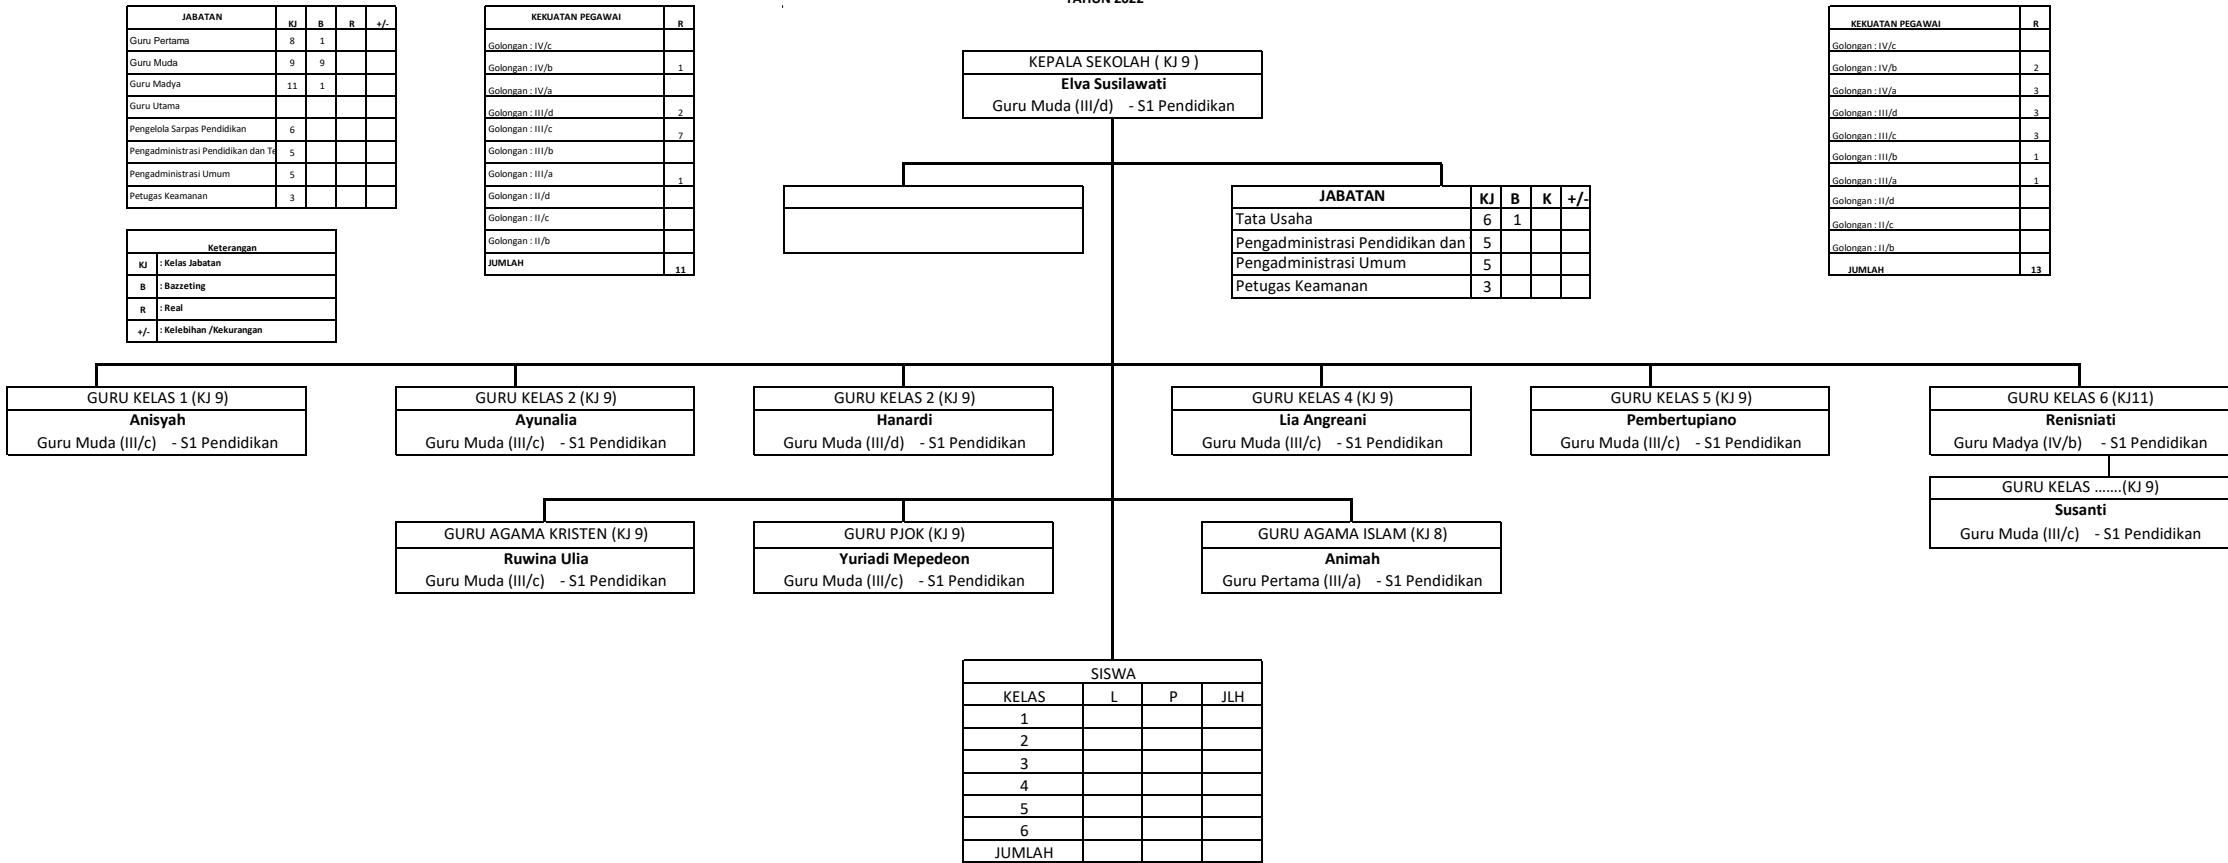 TAHUN 2022
JABATAN KJ B R +/-
Guru Pertama 8 1
Guru Muda 9 9
Guru Madya 11 1
Guru Utama
Pengelola Sarpas Pendidikan 6
Pengadministrasi Pendidikan dan Te 5
Pengadministrasi Umum 5
Petugas Keamanan 3
Keterangan
KJ : Kelas Jabatan
B : Bazzeting
R : Real
+/- : Kelebihan /Kekurangan
KEKUATAN PEGAWAI R
Golongan : IV/c
Golongan : IV/b 1
Golongan : IV/a
Golongan : III/d 2
Golongan : III/c 7
Golongan : III/b
Golongan : III/a 1
Golongan : II/d
Golongan : II/c
Golongan : II/b
JUMLAH 11
KEPALA SEKOLAH ( KJ 9 )
Elva Susilawati
Guru Muda (III/d) - S1 Pendidikan
JABATAN KJ B K +/-
Tata Usaha 6 1
Pengadministrasi Pendidikan dan 5
Pengadministrasi Umum 5
Petugas Keamanan 3
KEKUATAN PEGAWAI R
Golongan : IV/c
Golongan : IV/b 2
Golongan : IV/a 3
Golongan : III/d 3
Golongan : III/c 3
Golongan : III/b 1
Golongan : III/a 1
Golongan : II/d
Golongan : II/c
Golongan : II/b
JUMLAH 13
GURU KELAS 1 (KJ 9)
Anisyah
Guru Muda (III/c) - S1 Pendidikan
GURU KELAS 2 (KJ 9)
Ayunalia
Guru Muda (III/c) - S1 Pendidikan
GURU KELAS 2 (KJ 9)
Hanardi
Guru Muda (III/d) - S1 Pendidikan
GURU KELAS 4 (KJ 9)
Lia Angreani
Guru Muda (III/c) - S1 Pendidikan
GURU KELAS 5 (KJ 9)
Pembertupiano
Guru Muda (III/c) - S1 Pendidikan
GURU KELAS 6 (KJ11)
Renisniati
Guru Madya (IV/b) - S1 Pendidikan
GURU KELAS .......(KJ 9)
Susanti
Guru Muda (III/c) - S1 Pendidikan
GURU AGAMA KRISTEN (KJ 9)
Ruwina Ulia
Guru Muda (III/c) - S1 Pendidikan
GURU PJOK (KJ 9)
Yuriadi Mepedeon
Guru Muda (III/c) - S1 Pendidikan
GURU AGAMA ISLAM (KJ 8)
Animah
Guru Pertama (III/a) - S1 Pendidikan
SISWA
KELAS L P JLH
1
2
3
4
5
6
JUMLAH